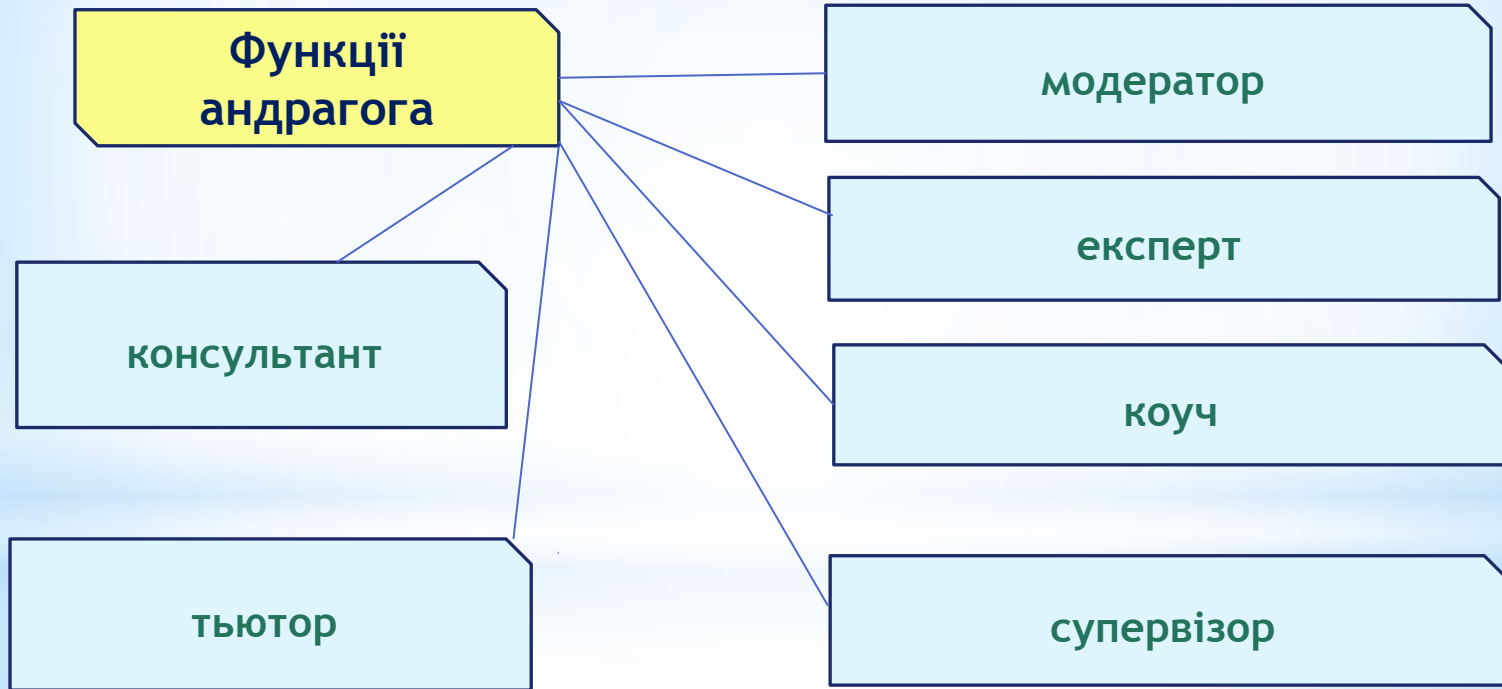 Функції
андрагога
модератор
експерт
консультант
коуч
тьютор
супервізор